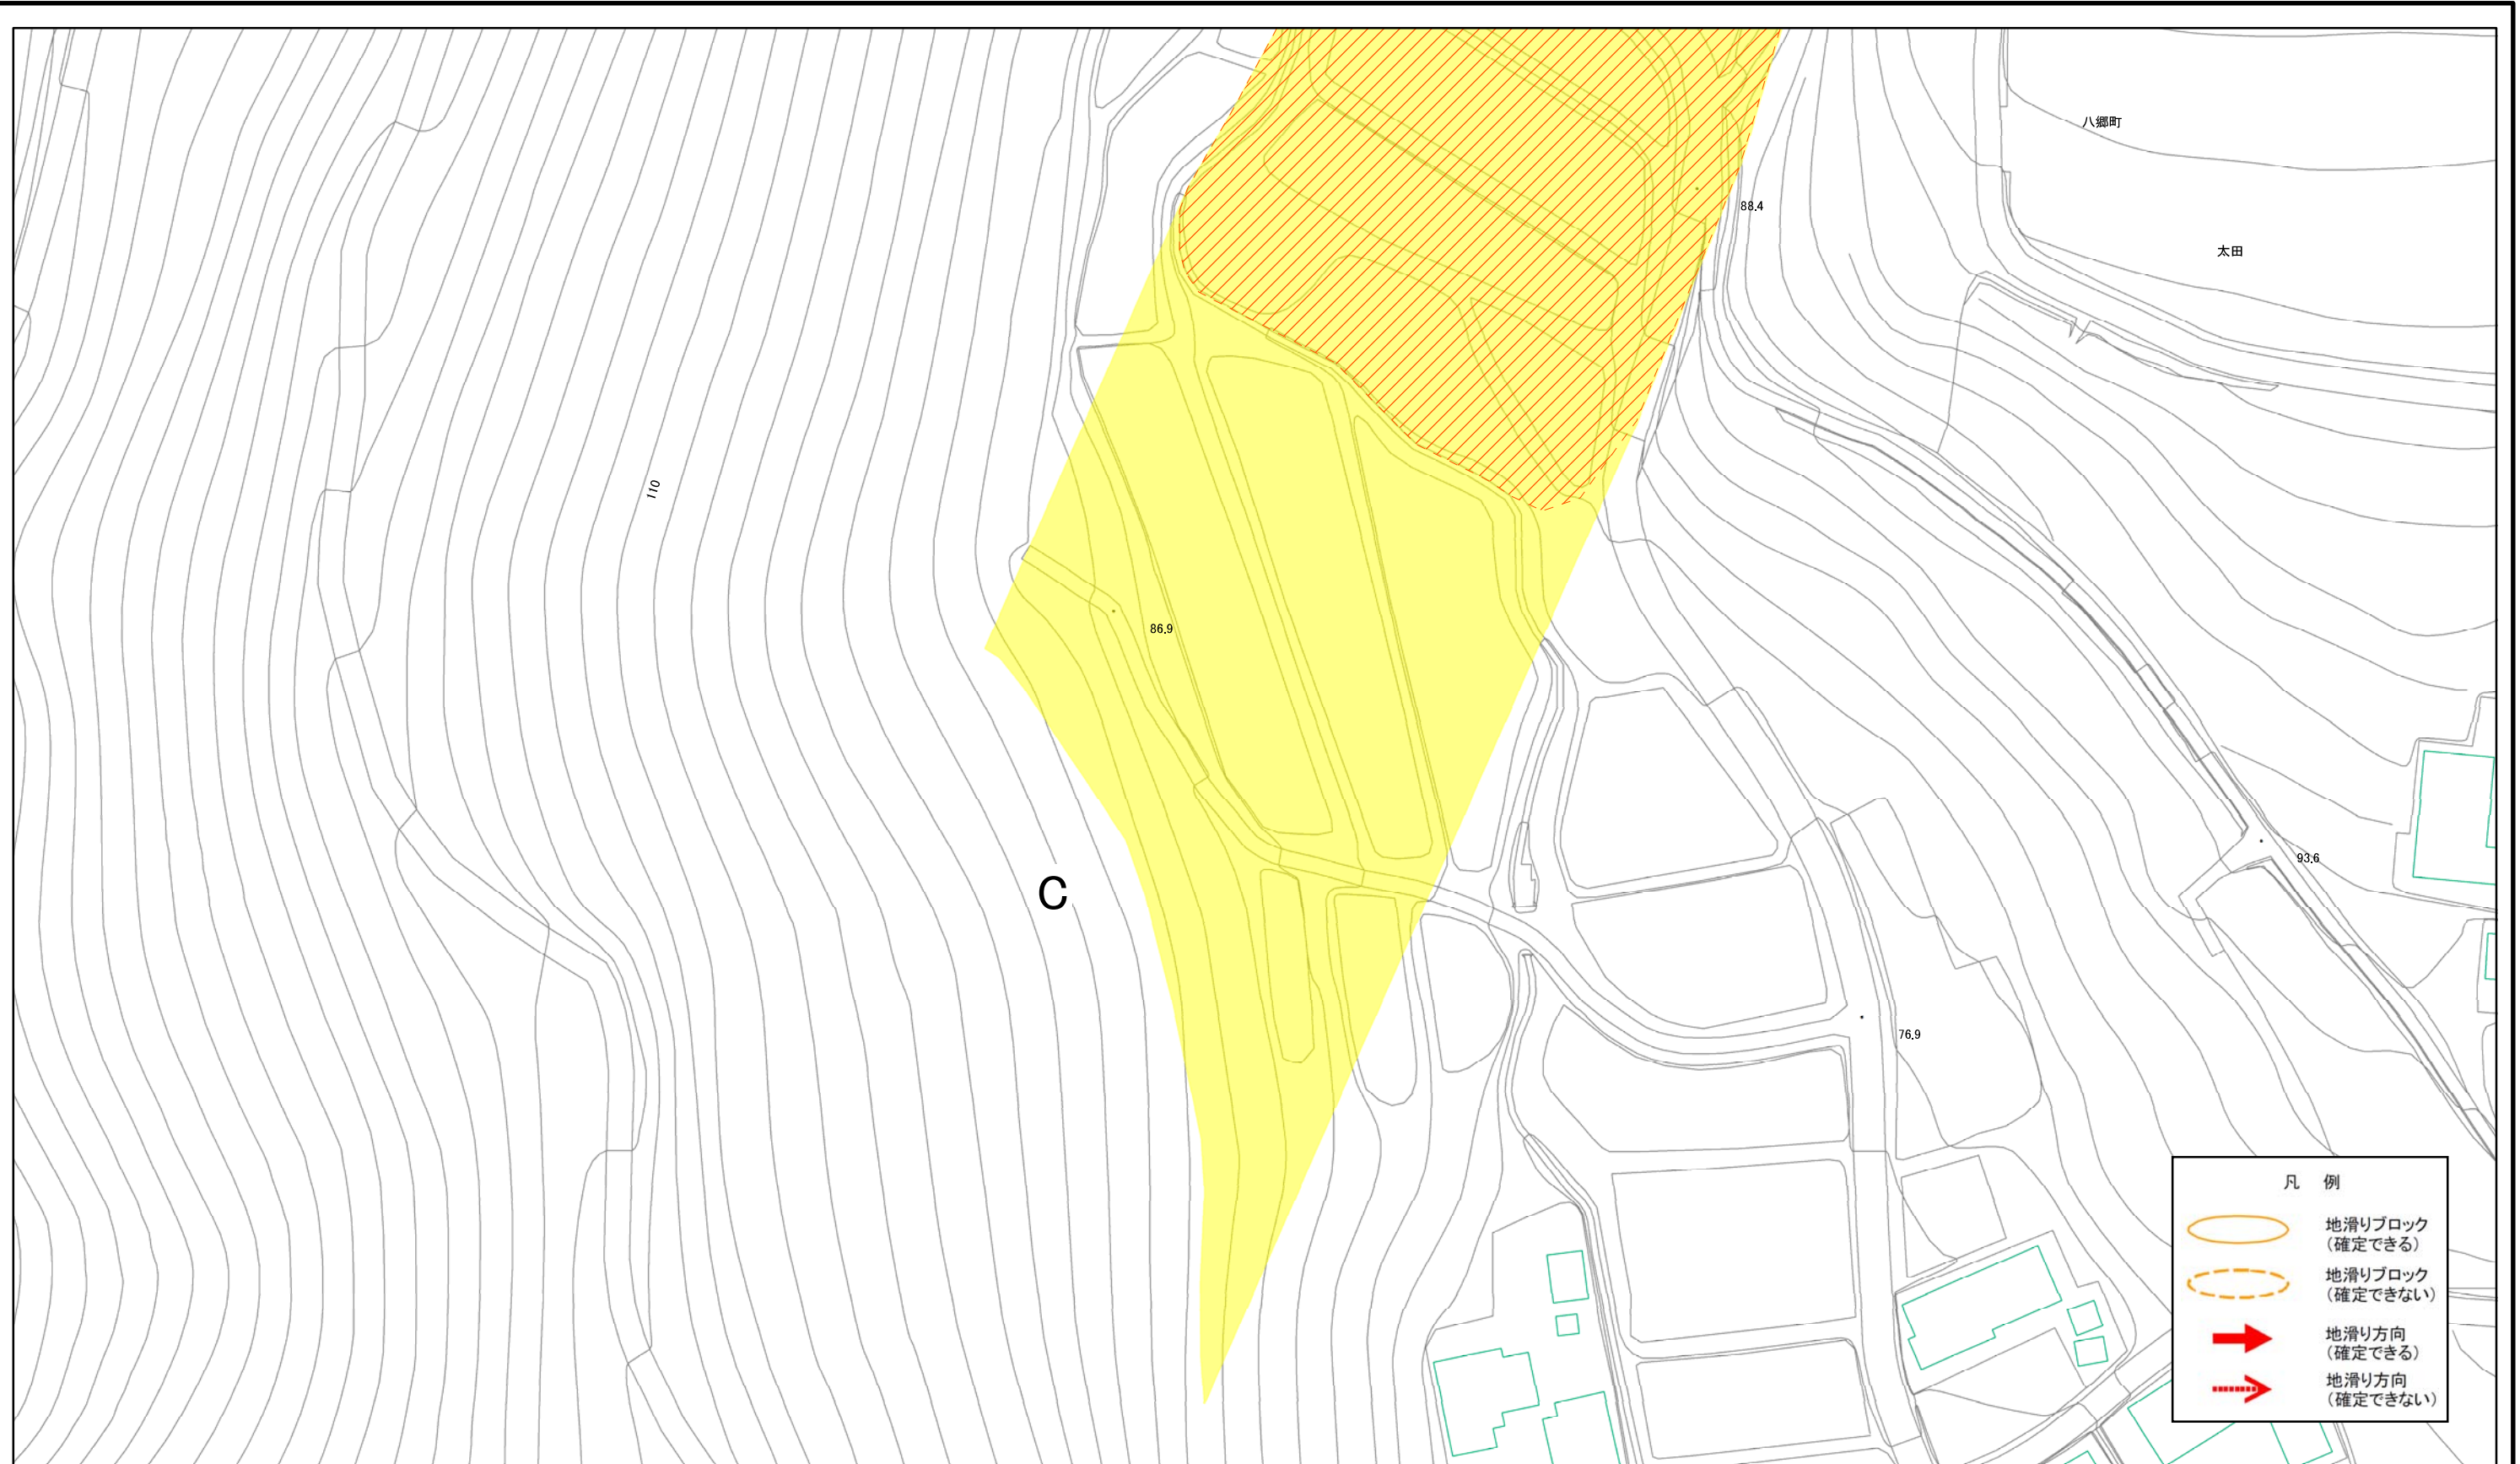 八郷町
88.4
太田
110
86.9
93.6
C
76.9
凡 例
地滑りブロック
(確定できる)
地滑りブロック
(確定できない)
地滑り方向
(確定できる)
地滑り方向
(確定できない)